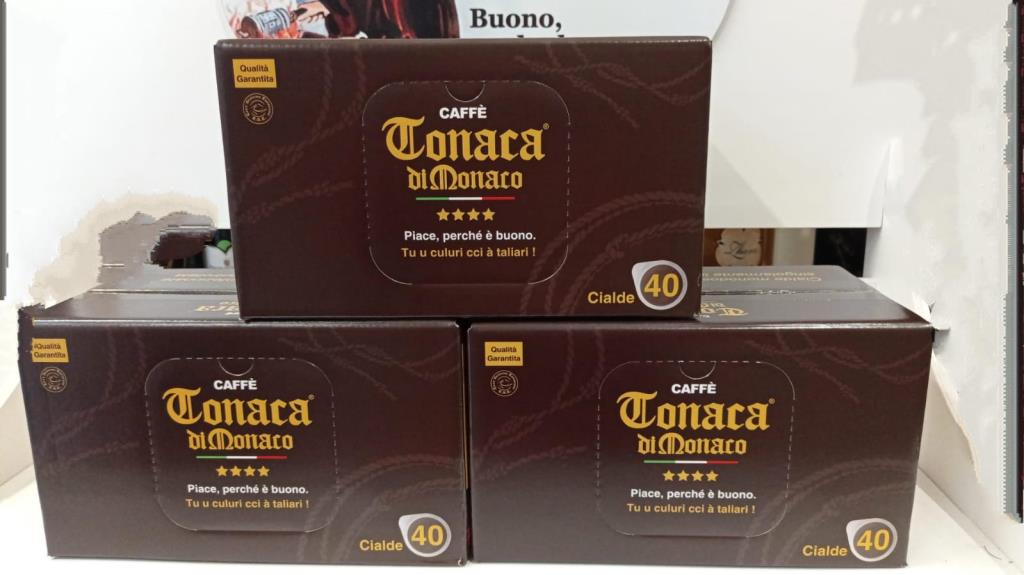 Buono,
Qualità
Garantita
CAFFÈ
Tonaca®
di Monaco
Piace, perché è buono.
Tu u culuri cci à taliari !
Cialde 40
Qualità
Garantita
CAFFÈ
Tonaca®
di Monaco
Piace, perché è buono.
Tu u culuri cci à taliari !
Cialde 40
Qualità
Garantita
CAFFÈ
Tonaca®
di Monaco
Piace, perché è buono.
Tu u culuri cci à taliari !
Cialde 40